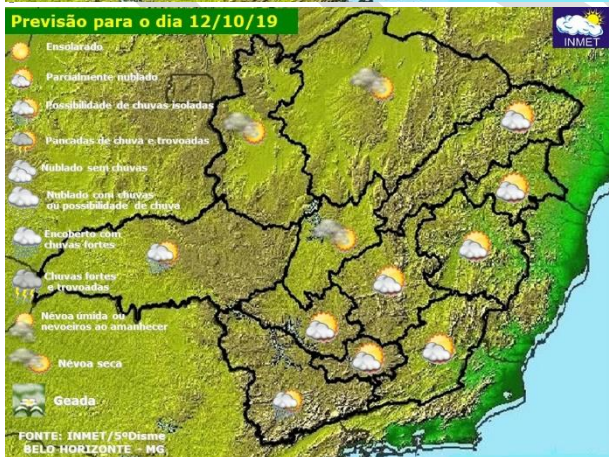 Previsão para o dia 12/10/19
INMET
Ensolarado
Parcialmente nublado
Possibilidade de chuvas isoladas
Pancadas de chuva e trovoadas
Nublado sem chuvas
Nublado com chuvas
ou possibilidade de chuva
Encoberto com
chuvas fortes
Chuvas fortes
e trovoadas
Névoa úmida ou
nevoeiros ao amanhecer
Névoa seca
Geada
FONTE: INMET/5ºDisme
BELO HORIZONTE - MG